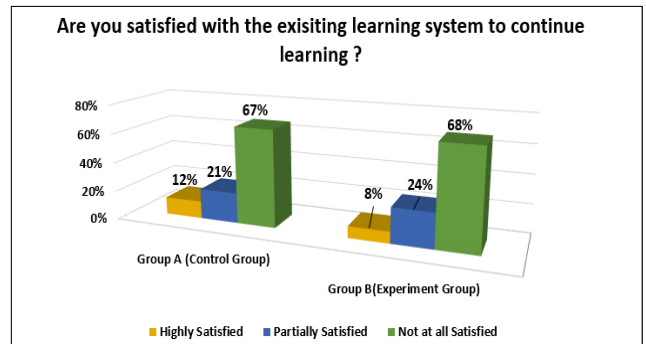 Are you satisfied with the exisiting learning system to continue
learning ?
80%
60%
40%
20%
0%
12%
21%
67%
8%
24%
68%
Group A (Control Group)
Group B(Experiment Group)
Highly Satisfied
Partially Satisfied
Not at all Satisfied